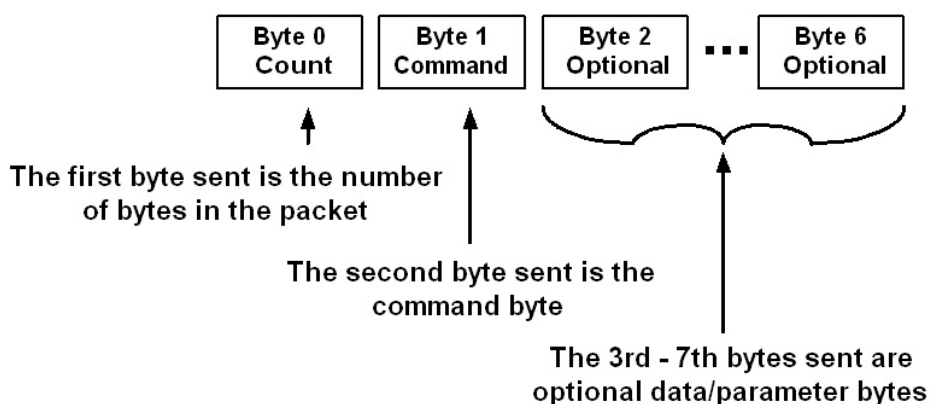 Byte 0
Count
Byte 1
Command
Byte 2
Optional
...
Byte 6
Optional
The first byte sent is the number
of bytes in the packet
The second byte sent is the
command byte
The 3rd - 7th bytes sent are
optional data/parameter bytes